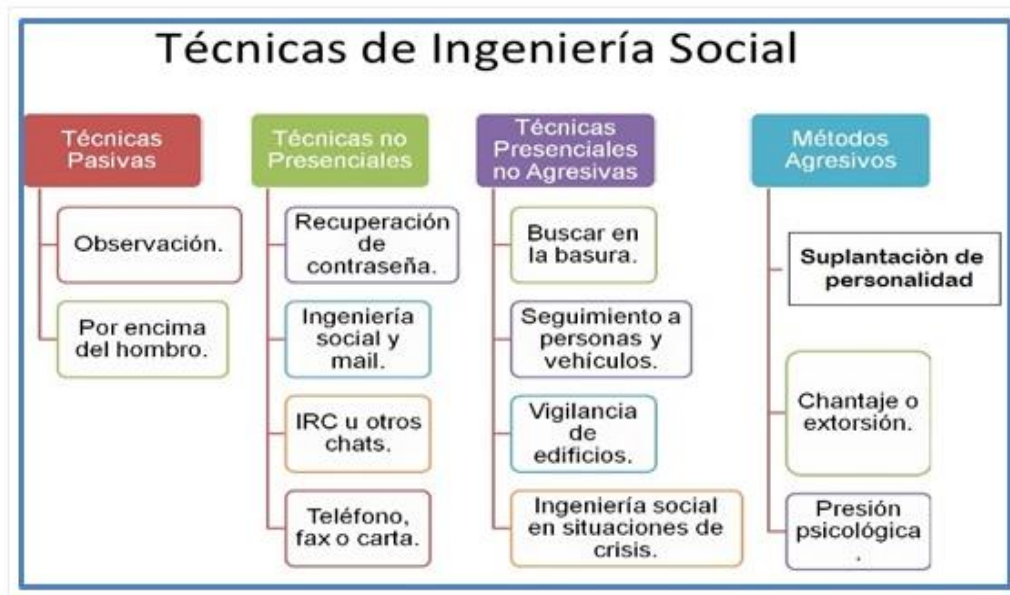 Técnicas de Ingeniería Social
Técnicas
Pasivas
Observación.
Por encima
del hombro.
Técnicas no
Presenciales
Recuperación
de
contraseña.
Ingeniería
social y
mail.
IRC u otros
chats.
Teléfono,
fax o carta.
Técnicas
Presenciales
no Agresivas
Buscar en
la basura.
Seguimiento a
personas y
vehículos.
Vigilancia
de
edificios.
Ingeniería social
en situaciones de
crisis.
Métodos
Agresivos
Suplantaciòn de
personalidad
Chantaje o
extorsión.
Presión
psicológica
.